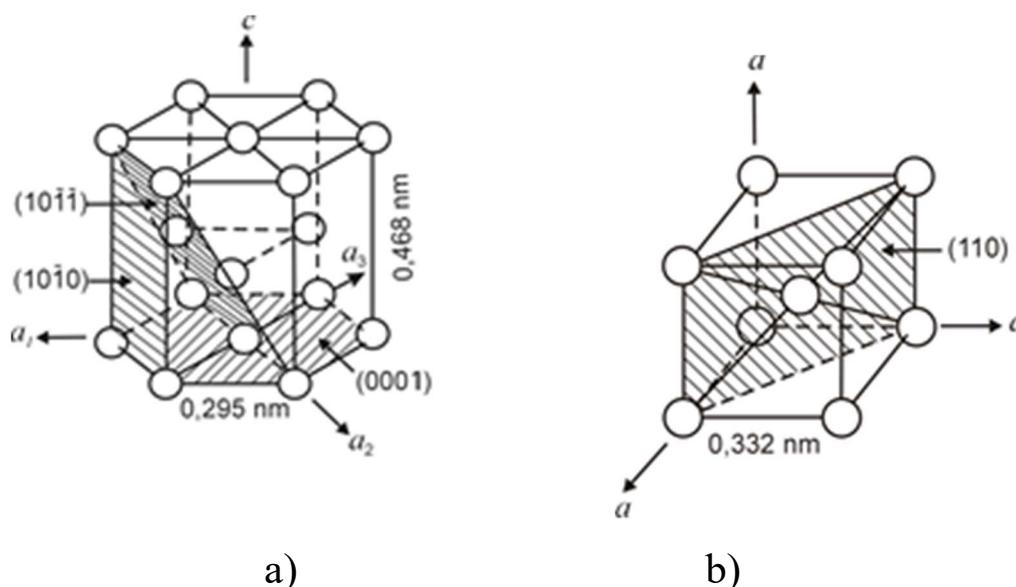 c
(101̄1̄)
(101̄0)
a₁
a₃
0,468 nm
(0001)
0,295 nm
a₂
a)
a
(110)
a
0,332 nm
a
b)